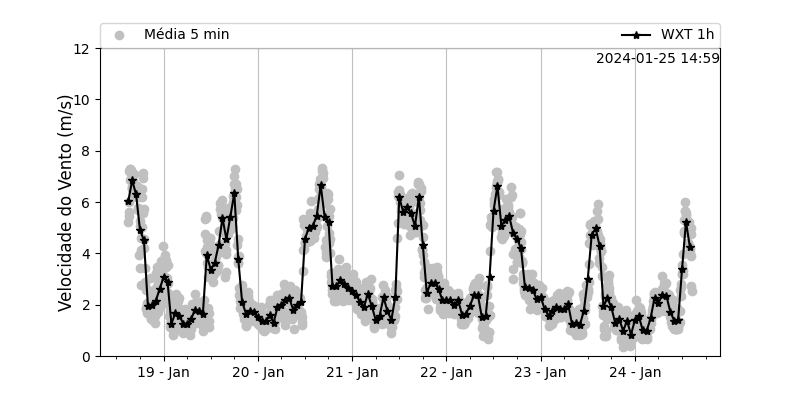 Média 5 min
WXT 1h
2024-01-25 14:59
Velocidade do Vento (m/s)
12
10
8
6
4
2
0
19 - Jan
20 - Jan
21 - Jan
22 - Jan
23 - Jan
24 - Jan